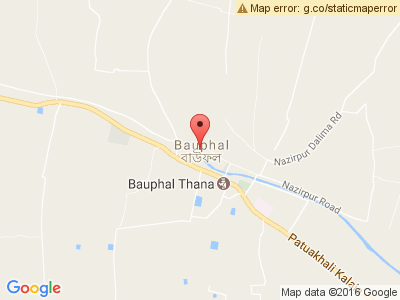 Map error: g.co/staticmaperror
Bauphal
বাউফল
Nazirpur Dalima Rd
Bauphal Thana
Nazirpur Road
Patuakhali Kala
Google
Map data ©2016 Google